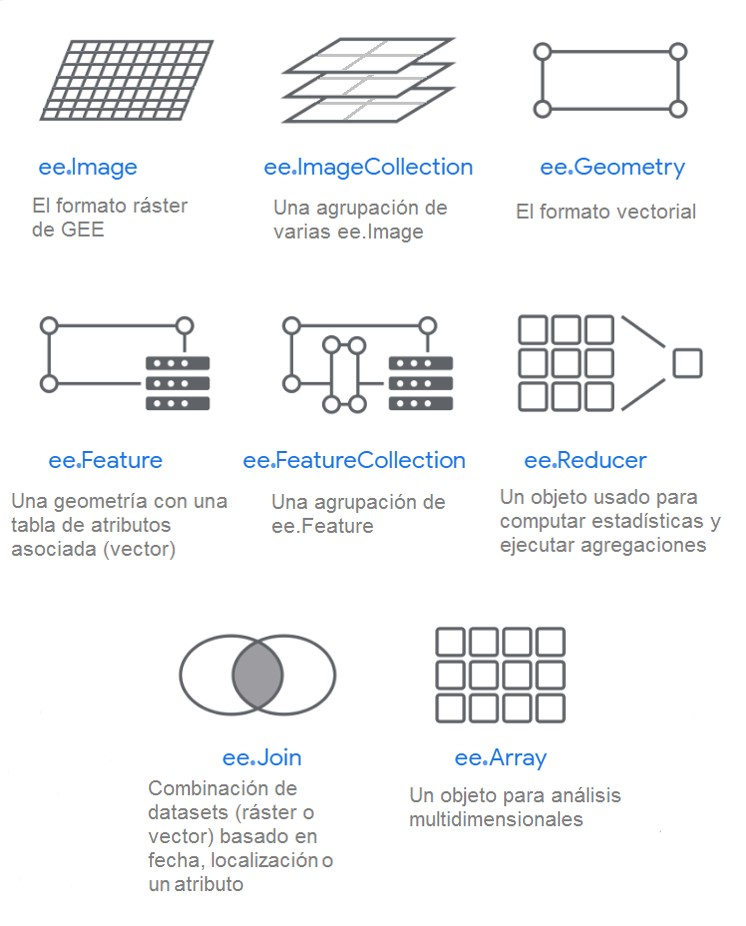 ee.Image
El formato ráster
de GEE
ee.ImageCollection
Una agrupación de
varias ee.Image
ee.Geometry
El formato vectorial
ee.Feature
Una geometría con una
tabla de atributos
asociada (vector)
ee.FeatureCollection
Una agrupación de
ee.Feature
ee.Reducer
Un objeto usado para
computar estadísticas y
ejecutar agregaciones
ee.Join
Combinación de
datasets (ráster o
vector) basado en
fecha, localización o
un atributo
ee.Array
Un objeto para análisis
multidimensionales